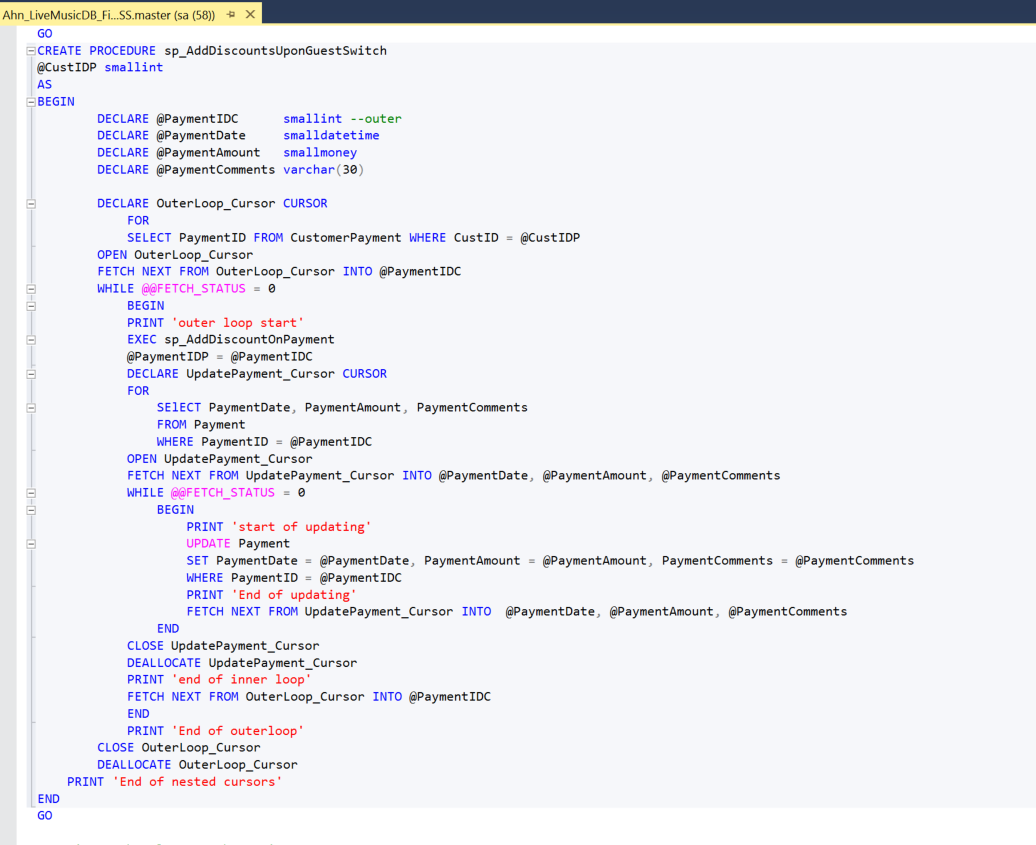 Ahn_LiveMusicDB_Fi...SS.master (sa (58))
GO
CREATE PROCEDURE sp_AddDiscountsUponGuestSwitch
@CustIDP smallint
AS
BEGIN
DECLARE @PaymentIDC smallint --outer
DECLARE @PaymentDate smalldatetime
DECLARE @PaymentAmount smallmoney
DECLARE @PaymentComments varchar(30)
DECLARE OuterLoop_Cursor CURSOR
FOR
SELECT PaymentID FROM CustomerPayment WHERE CustID = @CustIDP
OPEN OuterLoop_Cursor
FETCH NEXT FROM OuterLoop_Cursor INTO @PaymentIDC
WHILE @@FETCH_STATUS = 0
BEGIN
PRINT 'outer loop start'
EXEC sp_AddDiscountOnPayment
@PaymentIDP = @PaymentIDC
DECLARE UpdatePayment_Cursor CURSOR
FOR
SElECT PaymentDate, PaymentAmount, PaymentComments
FROM Payment
WHERE PaymentID = @PaymentIDC
OPEN UpdatePayment_Cursor
FETCH NEXT FROM UpdatePayment_Cursor INTO @PaymentDate, @PaymentAmount, @PaymentComments
WHILE @@FETCH_STATUS = 0
BEGIN
PRINT 'start of updating'
UPDATE Payment
SET PaymentDate = @PaymentDate, PaymentAmount = @PaymentAmount, PaymentComments = @PaymentComments
WHERE PaymentID = @PaymentIDC
PRINT 'End of updating'
FETCH NEXT FROM UpdatePayment_Cursor INTO @PaymentDate, @PaymentAmount, @PaymentComments
END
CLOSE UpdatePayment_Cursor
DEALLOCATE UpdatePayment_Cursor
PRINT 'end of inner loop'
FETCH NEXT FROM OuterLoop_Cursor INTO @PaymentIDC
END
PRINT 'End of outerloop'
CLOSE OuterLoop_Cursor
DEALLOCATE OuterLoop_Cursor
PRINT 'End of nested cursors'
END
GO